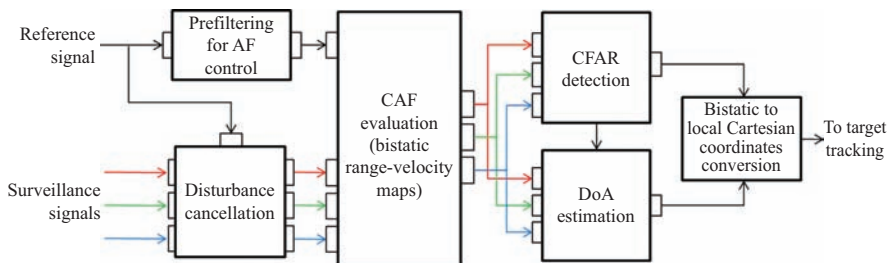 Reference
signal
Prefiltering
for AF
control
CAF
evaluation
(bistatic
range-velocity
maps)
CFAR
detection
Bistatic to
local Cartesian
coordinates
conversion
To target
tracking
Surveillance
signals
Disturbance
cancellation
DoA
estimation